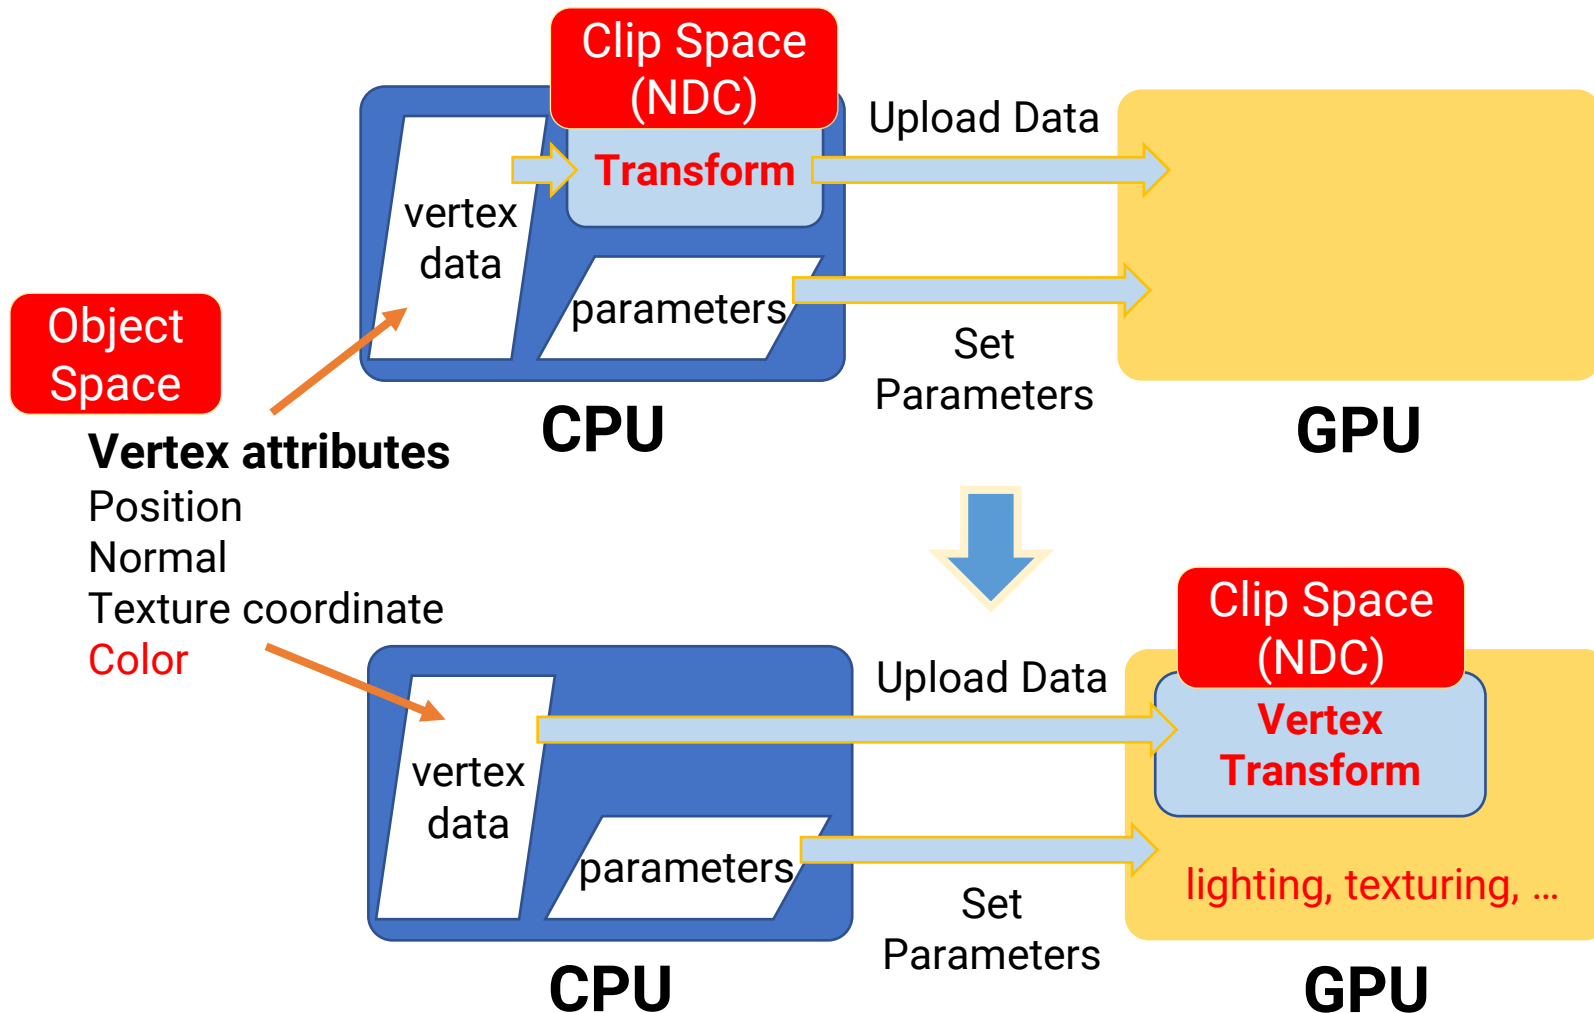 Clip Space
(NDC)
Upload Data
Transform
vertex
data
parameters
Object
Space
Set
Parameters
CPU
GPU
Vertex attributes
Position
Normal
Texture coordinate
Color
Clip Space
(NDC)
Upload Data
Vertex
Transform
vertex
data
parameters
lighting, texturing, ...
Set
Parameters
CPU
GPU